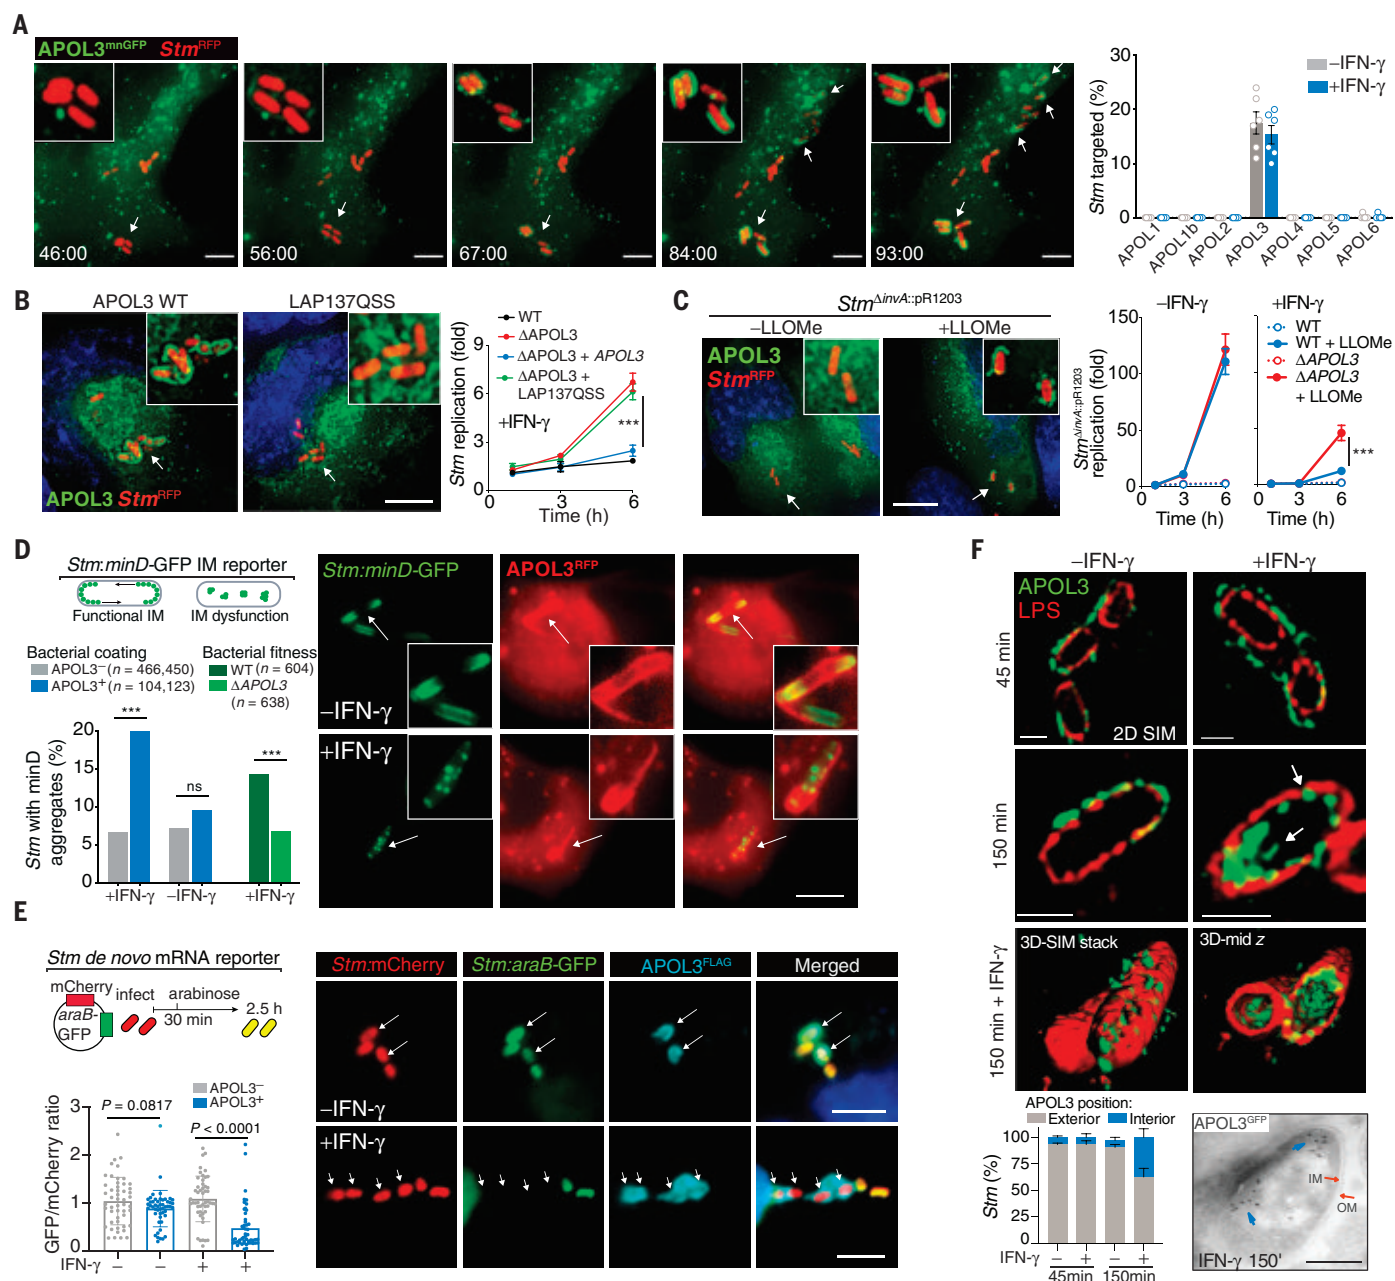 A
APOL3mnGFP StmRFP
46:00
56:00
67:00
84:00
93:00
Stm targeted (%)
30
20
10
0
−IFN-γ
+IFN-γ
APOL1
APOL1b
APOL2
APOL3
APOL4
APOL5
APOL6
B
APOL3 WT
LAP137QSS
APOL3 StmRFP
WT
ΔAPOL3
ΔAPOL3 + APOL3
ΔAPOL3 +
LAP137QSS
+IFN-γ
***
Stm replication (fold)
9
6
3
0
3
6
Time (h)
C
StmΔinvA::pR1203
−LLOMe
+LLOMe
APOL3
StmRFP
StmΔinvA::pR1203
replication (fold)
−IFN-γ
+IFN-γ
150
100
50
0
3
6
Time (h)
1
3
6
Time (h)
WT
WT + LLOMe
ΔAPOL3
ΔAPOL3
+ LLOMe
***
D
Stm:minD-GFP IM reporter
Functional IM
IM dysfunction
Bacterial coating
APOL3− (n = 466,450)
APOL3+ (n = 104,123)
Bacterial fitness
WT (n = 604)
ΔAPOL3
(n = 638)
Stm with minD
aggregates (%)
20
15
10
5
0
***
ns
***
+IFN-γ
−IFN-γ
+IFN-γ
Stm:minD-GFP
APOL3RFP
−IFN-γ
+IFN-γ
E
Stm de novo mRNA reporter
mCherry
araB-
GFP
infect
arabinose
30 min
2.5 h
APOL3−
APOL3+
GFP/mCherry ratio
3
2
1
0
P = 0.0817
P < 0.0001
IFN-γ
−
−
+
+
Stm:mCherry
Stm:araB-GFP
APOL3FLAG
Merged
−IFN-γ
+IFN-γ
F
−IFN-γ
+IFN-γ
APOL3
LPS
45 min
2D SIM
150 min
150 min + IFN-γ
3D-SIM stack
3D-mid z
APOL3 position:
Exterior
Interior
Stm (%)
100
75
50
25
0
IFN-γ
−
+
−
+
45min
150min
APOL3GFP
IM
OM
IFN-γ 150'